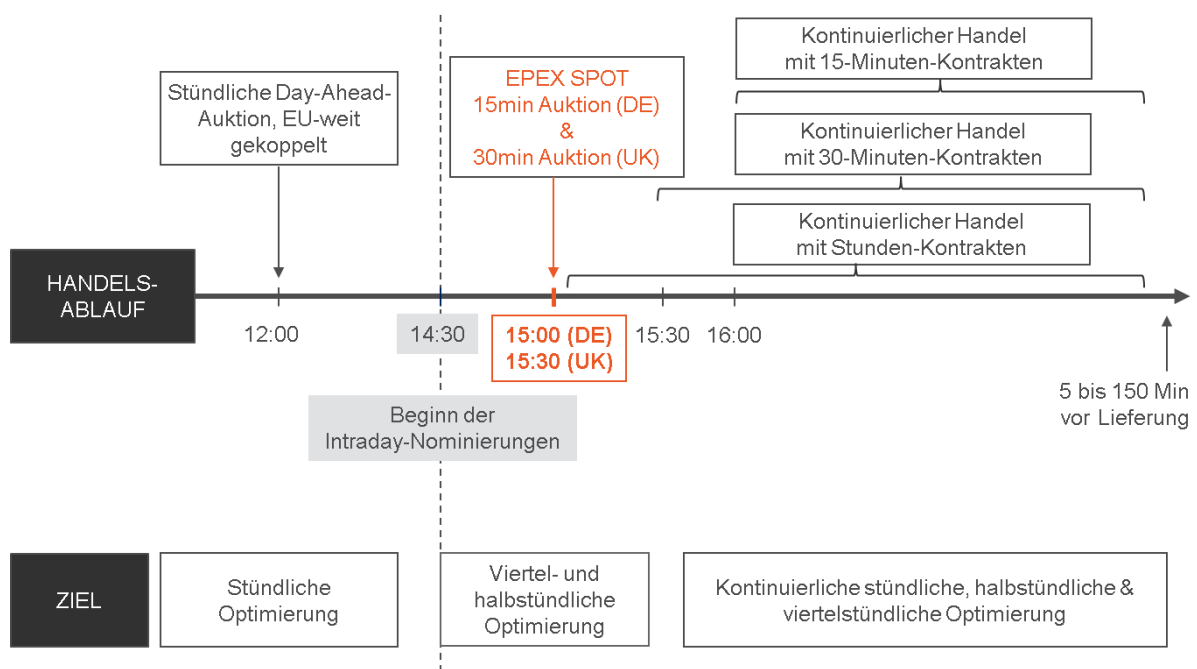 Stündliche Day-Ahead-
Auktion, EU-weit
gekoppelt
EPEX SPOT
15min Auktion (DE)
&
30min Auktion (UK)
Kontinuierlicher Handel
mit 15-Minuten-Kontrakten
Kontinuierlicher Handel
mit 30-Minuten-Kontrakten
Kontinuierlicher Handel
mit Stunden-Kontrakten
HANDELS-
ABLAUF
12:00
14:30
15:00 (DE)
15:30 (UK)
15:30
16:00
5 bis 150 Min
vor Lieferung
Beginn der
Intraday-Nominierungen
ZIEL
Stündliche
Optimierung
Viertel- und
halbstündliche
Optimierung
Kontinuierliche stündliche, halbstündliche &
viertelstündliche Optimierung